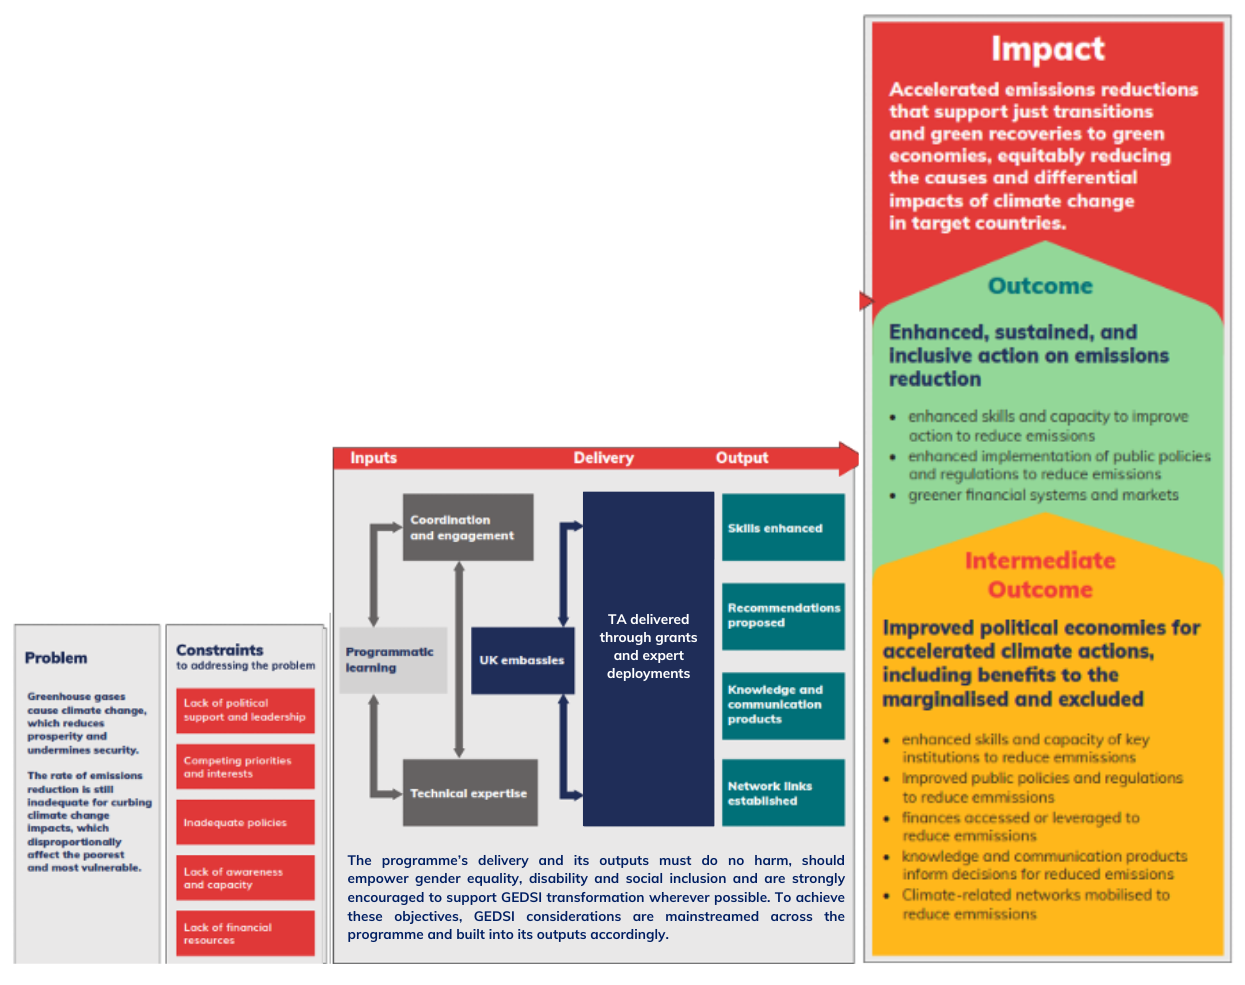 Problem
Greenhouse gases
cause climate change,
which reduces
prosperity and
undermines security.
The rate of emissions
reduction is still
inadequate for curbing
climate change
impacts, which
disproportionally
affect the poorest
and most vulnerable.
Constraints
to addressing the problem
Lack of political
support and leadership
Competing priorities
and interests
Inadequate policies
Lack of awareness
and capacity
Lack of financial
resources
Inputs
Delivery
Output
Coordination
and engagement
Programmatic
learning
UK embassies
Technical expertise
TA delivered
through grants
and expert
deployments
Skills enhanced
Recommendations
proposed
Knowledge and
communication
products
Network links
established
The programme's delivery and its outputs must do no harm, should
empower gender equality, disability and social inclusion and are strongly
encouraged to support GEDSI transformation wherever possible. To achieve
these objectives, GEDSI considerations are mainstreamed across the
programme and built into its outputs accordingly.
Impact
Accelerated emissions reductions
that support just transitions
and green recoveries to green
economies, equitably reducing
the causes and differential
impacts of climate change
in target countries.
Outcome
Enhanced, sustained, and
inclusive action on emissions
reduction
• enhanced skills and capacity to improve
action to reduce emissions
• enhanced implementation of public policies
and regulations to reduce emissions
• greener financial systems and markets
Intermediate
Outcome
Improved political economies for
accelerated climate actions,
including benefits to the
marginalised and excluded
• enhanced skills and capacity of key
institutions to reduce emmissions
• Improved public policies and regulations
to reduce emmissions
• finances accessed or leveraged to
reduce emmissions
• knowledge and communication products
inform decisions for reduced emissions
• Climate-related networks mobilised to
reduce emmissions